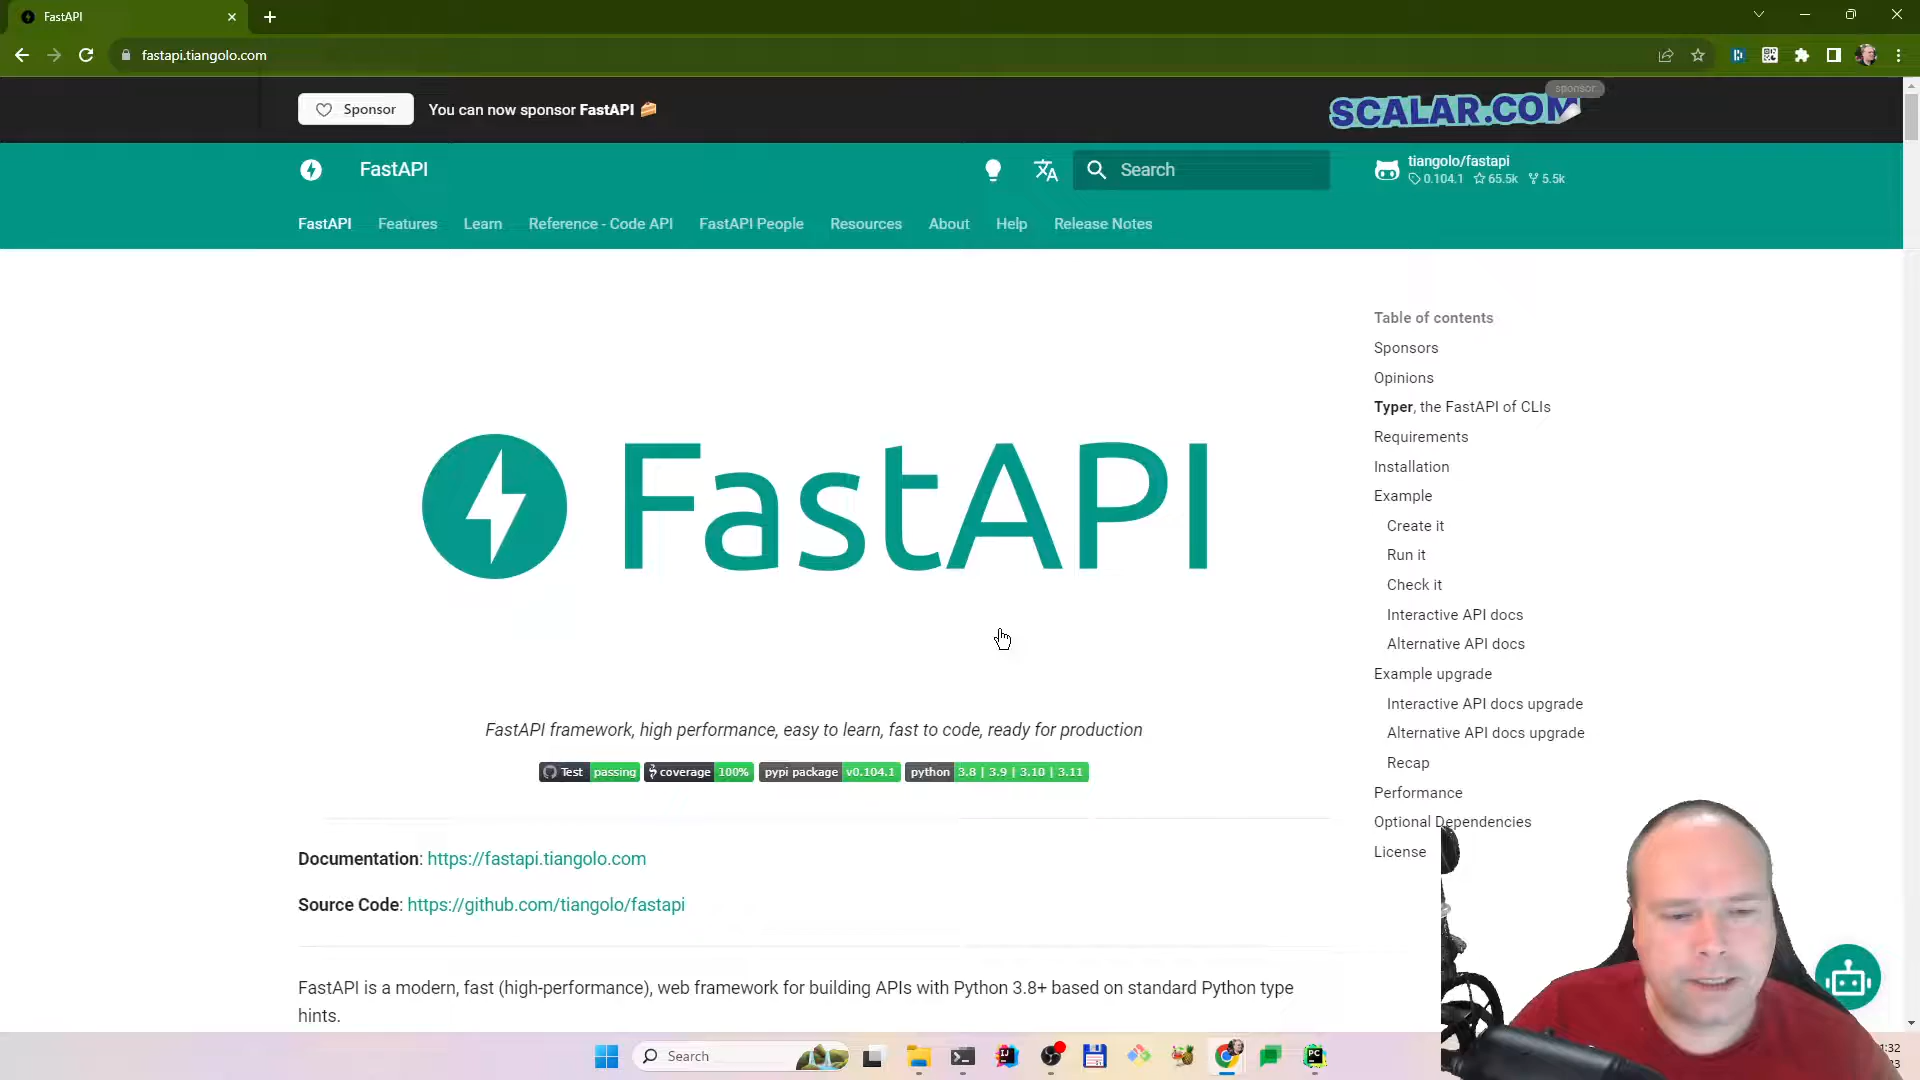 FastAPI
fastapi.tiangolo.com
Sponsor
You can now sponsor FastAPI
SCALAR.COM
sponsor
FastAPI
Search
tiangolo/fastapi
0.104.1 65.5k 5.5k
FastAPI Features Learn Reference - Code API FastAPI People Resources About Help Release Notes
FastAPI
FastAPI framework, high performance, easy to learn, fast to code, ready for production
Test passing coverage 100% pypi package v0.104.1 python 3.8 | 3.9 | 3.10 | 3.11
Documentation: https://fastapi.tiangolo.com
Source Code: https://github.com/tiangolo/fastapi
FastAPI is a modern, fast (high-performance), web framework for building APIs with Python 3.8+ based on standard Python type
hints.
Table of contents
Sponsors
Opinions
Typer, the FastAPI of CLIs
Requirements
Installation
Example
Create it
Run it
Check it
Interactive API docs
Alternative API docs
Example upgrade
Interactive API docs upgrade
Alternative API docs upgrade
Recap
Performance
Optional Dependencies
License
Search
PC